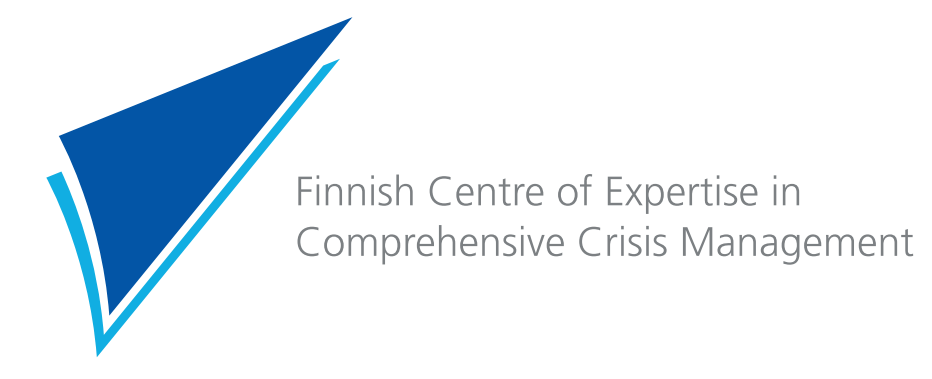 Finnish Centre of Expertise in
Comprehensive Crisis Management